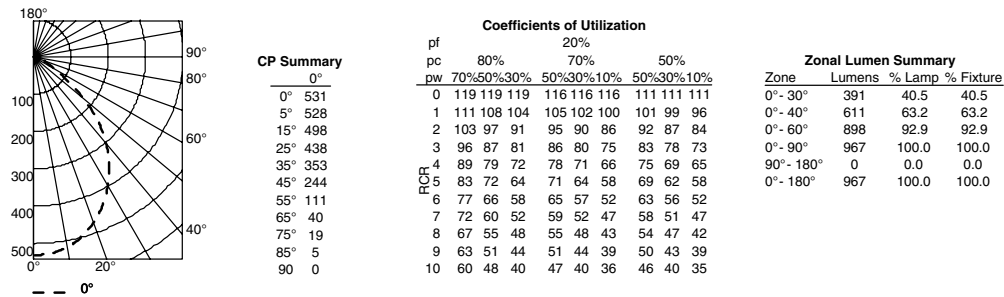 180°
90°
80°
60°
40°
100
200
300
400
500
0° 20°
0°
CP Summary
0°
0° 531
5° 528
15° 498
25° 438
35° 353
45° 244
55° 111
65° 40
75° 19
85° 5
90 0
Coefficients of Utilization
pf 20%
pc 80% 70% 50%
pw 70%50%30% 50%30%10% 50%30%10%
RCR
0 119 119 119 116 116 116 111 111 111
1 111 108 104 105 102 100 101 99 96
2 103 97 91 95 90 86 92 87 84
3 96 87 81 86 80 75 83 78 73
4 89 79 72 78 71 66 75 69 65
5 83 72 64 71 64 58 69 62 58
6 77 66 58 65 57 52 63 56 52
7 72 60 52 59 52 47 58 51 47
8 67 55 48 55 48 43 54 47 42
9 63 51 44 51 44 39 50 43 39
10 60 48 40 47 40 36 46 40 35
Zonal Lumen Summary
Zone Lumens % Lamp % Fixture
0° - 30° 391 40.5 40.5
0° - 40° 611 63.2 63.2
0° - 60° 898 92.9 92.9
0° - 90° 967 100.0 100.0
90° - 180° 0 0.0 0.0
0° - 180° 967 100.0 100.0